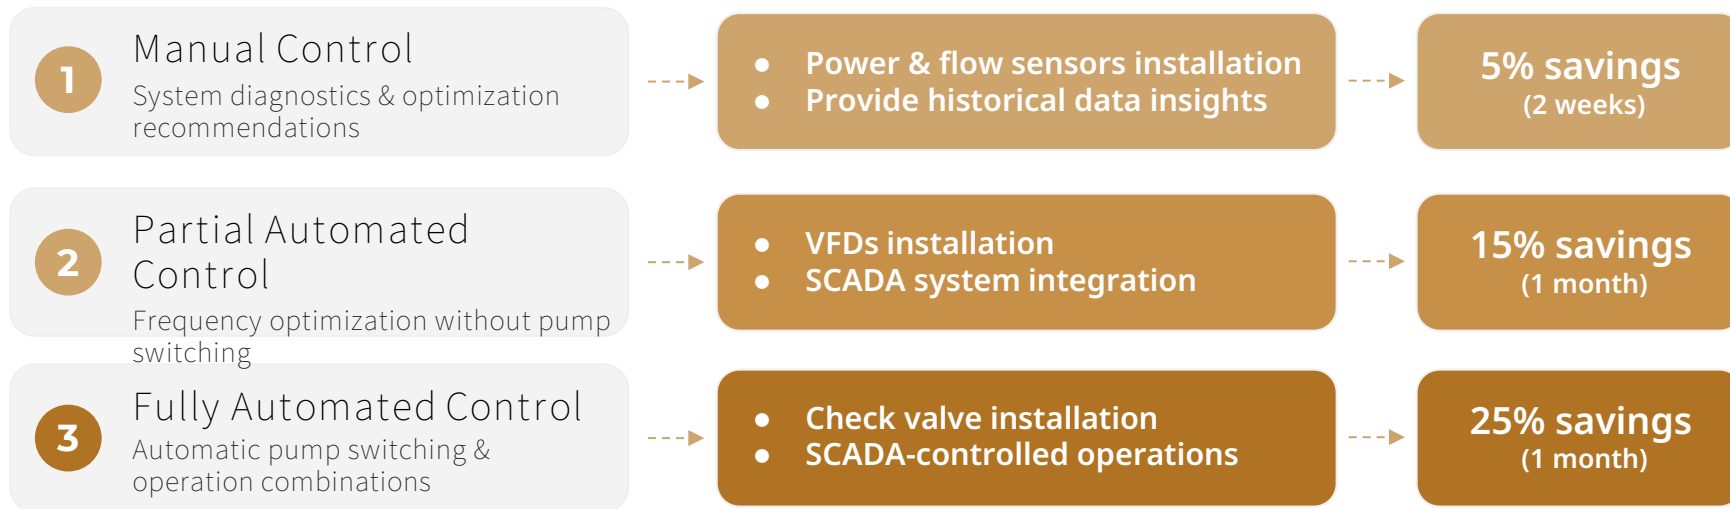 1
Manual Control
System diagnostics & optimization
recommendations
● Power & flow sensors installation
● Provide historical data insights
5% savings
(2 weeks)
2
Partial Automated
Control
Frequency optimization without pump
switching
● VFDs installation
● SCADA system integration
15% savings
(1 month)
3
Fully Automated Control
Automatic pump switching &
operation combinations
● Check valve installation
● SCADA-controlled operations
25% savings
(1 month)